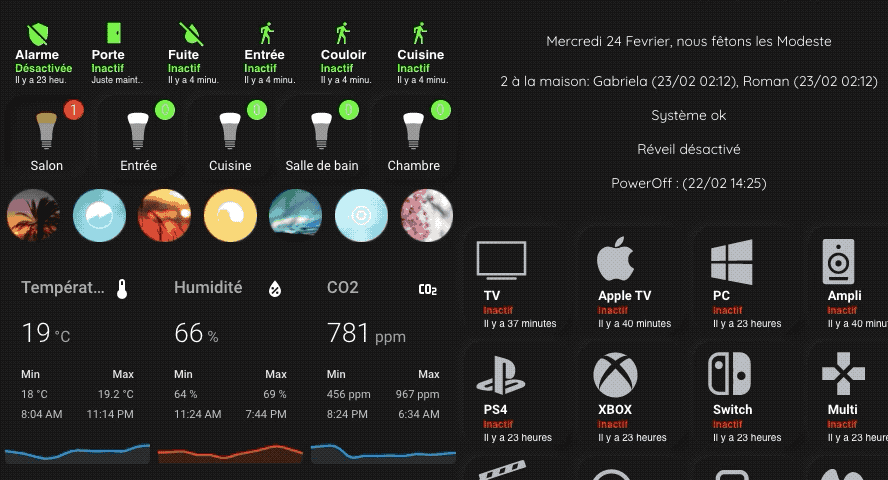 Alarme Porte Fuite Entrée Couloir Cuisine
Désactivée Inactif Inactif Inactif Inactif Inactif
Il y a 23 heu. Juste maint.. Il y a 4 minu. Il y a 4 minu. Il y a 4 minu. Il y a 4 minu.
1 0 0 0 0
Salon Entrée Cuisine Salle de bain Chambre
Températ... Humidité CO2 CO2
19 °C 66 % 781 ppm
Min Max Min Max Min Max
18 °C 19.2 °C 64 % 69 % 456 ppm 967 ppm
8:04 AM 11:14 PM 11:24 AM 7:44 PM 8:24 PM 6:34 AM
Mercredi 24 Fevrier, nous fêtons les Modeste
2 à la maison: Gabriela (23/02 02:12), Roman (23/02 02:12)
Système ok
Réveil désactivé
PowerOff : (22/02 14:25)
TV Apple TV PC Ampli
Inactif Inactif Inactif Inactif
Il y a 37 minutes Il y a 40 minutes Il y a 23 heures Il y a 40 minu
PS4 XBOX Switch Multi
Inactif Inactif Inactif Inactif
Il y a 23 heures Il y a 23 heures Il y a 23 heures Il y a 23 heure